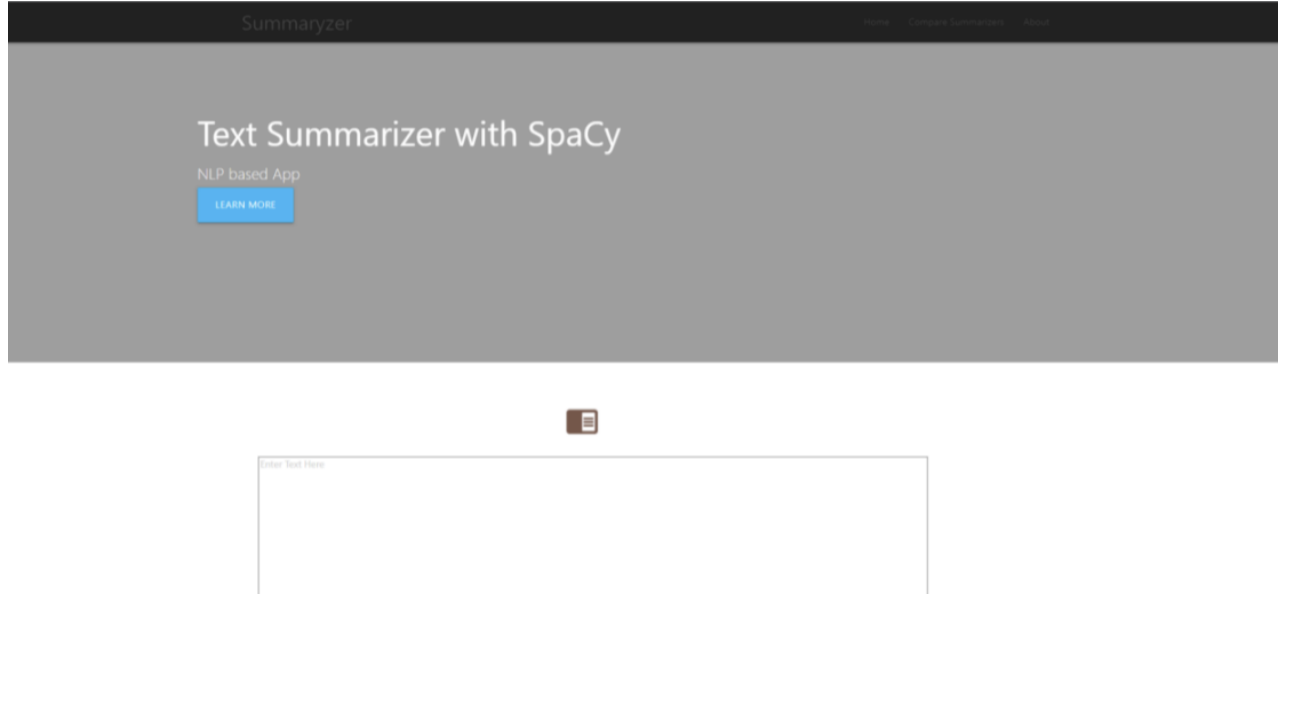 Summaryzer
Home Compare Summarizers About
Text Summarizer with SpaCy
NLP based App
LEARN MORE
Enter Text Here